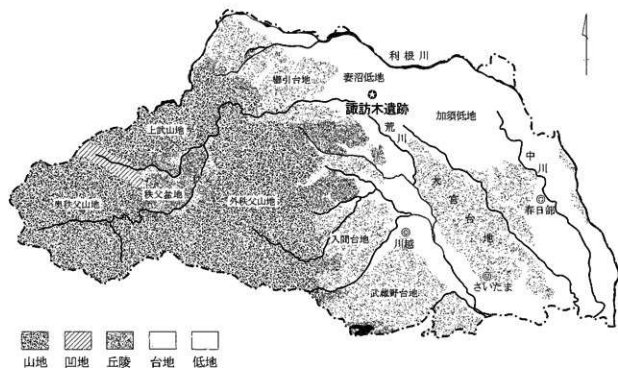 利根川
櫛引台地
妻沼低地
諏訪木遺跡
加須低地
上武山地
荒川
中川
秩父盆地
奥秩父山地
外秩父山地
大宮台地
春日部
入間台地
川越
さいたま
武蔵野台地
山地 凹地 丘陵 台地 低地